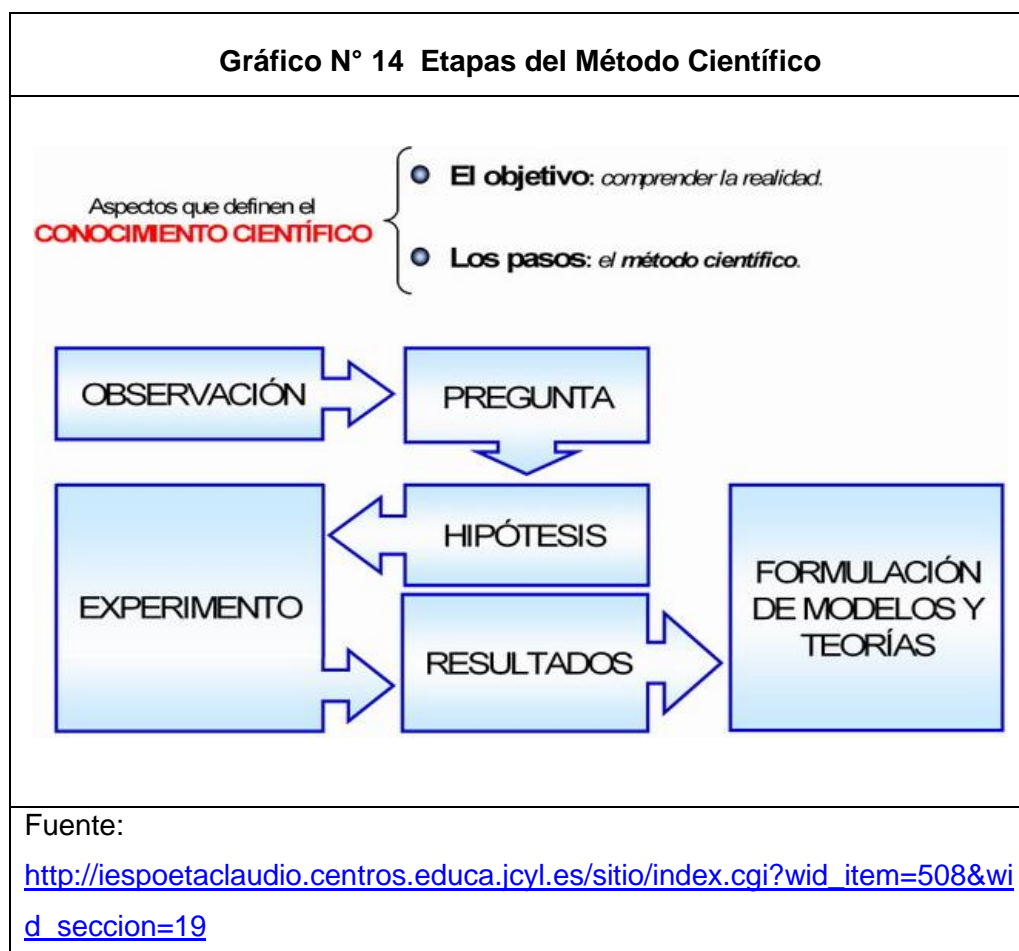 Gráfico N° 14 Etapas del Método Científico
Aspectos que definen el
CONOCIMIENTO CIENTÍFICO
El objetivo: comprender la realidad.
Los pasos: el método científico.
OBSERVACIÓN
PREGUNTA
HIPÓTESIS
EXPERIMENTO
RESULTADOS
FORMULACIÓN
DE MODELOS Y
TEORÍAS
Fuente:
http://iespoetaclaudio.centros.educa.jcyl.es/sitio/index.cgi?wid_item=508&wi
d_seccion=19